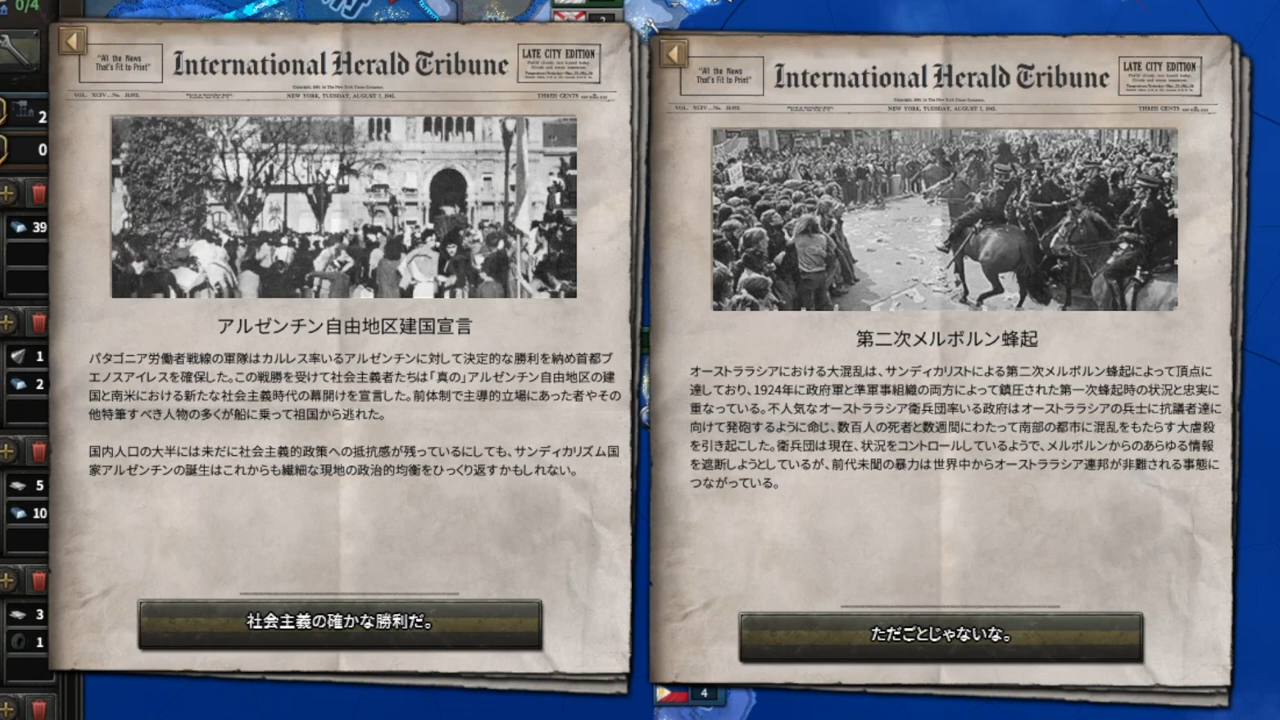 0/4
2
0
39
1
2
5
10
3
1
"All the News
That's Fit to Print"
International Herald Tribune
LATE CITY EDITION
NEW YORK, TUESDAY, AUGUST 7, 1945.
THREE CENTS
アルゼンチン自由地区建国宣言
パタゴニア労働者戦線の軍隊はカルレス率いるアルゼンチンに対して決定的な勝利を納め首都ブ
エノスアイレスを確保した。この戦勝を受けて社会主義者たちは「真の」アルゼンチン自由地区の建
国と南米における新たな社会主義時代の幕開けを宣言した。前体制で主導的立場にあった者やその
他特筆すべき人物の多くが船に乗って祖国から逃れた。
国内人口の大半には未だに社会主義的政策への抵抗感が残っているにしても、サンディカリズム国
家アルゼンチンの誕生はこれからも繊細な現地の政治的均衡をひっくり返すかもしれない。
社会主義の確かな勝利だ。
"All the News
That's Fit to Print"
International Herald Tribune
LATE CITY EDITION
NEW YORK, TUESDAY, AUGUST 7, 1945.
THREE CENTS
第二次メルボルン蜂起
オーストララシアにおける大混乱は、サンディカリストによる第二次メルボルン蜂起によって頂点に
達しており、1924年に政府軍と準軍事組織の両方によって鎮圧された第一次蜂起時の状況と忠実に
重なっている。不人気なオーストララシア衛兵団率いる政府はオーストララシアの兵士に抗議者達に
向けて発砲するように命じ、数百人の死者と数週間にわたって南部の都市に混乱をもたらす大虐殺
を引き起こした。衛兵団は現在、状況をコントロールしているようで、メルボルンからのあらゆる情報
を遮断しようとしているが、前代未聞の暴力は世界中からオーストララシア連邦が非難される事態に
つながっている。
ただごとじゃないな。
4